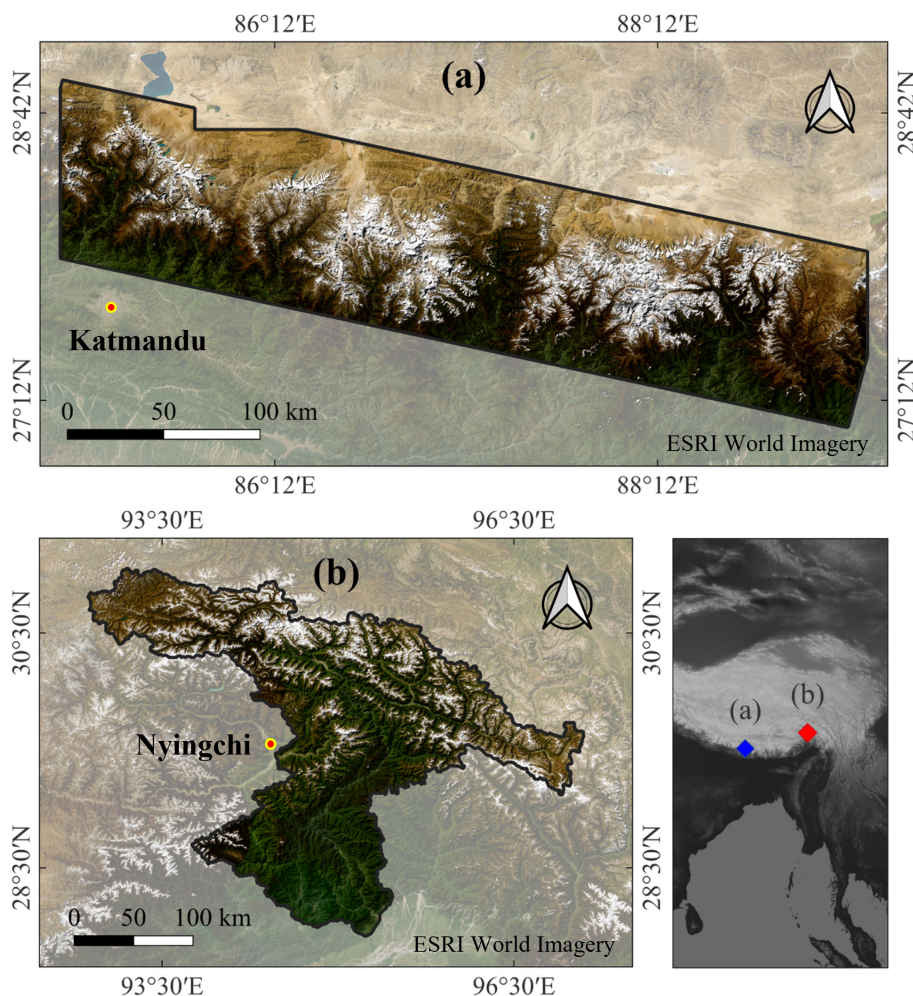 86°12′E 88°12′E
(a)
28°42′N 28°42′N
Katmandu
27°12′N 27°12′N
0 50 100 km
ESRI World Imagery
86°12′E 88°12′E
93°30′E 96°30′E
(b)
30°30′N 30°30′N
(a) (b)
Nyingchi
28°30′N 28°30′N
0 50 100 km
ESRI World Imagery
93°30′E 96°30′E